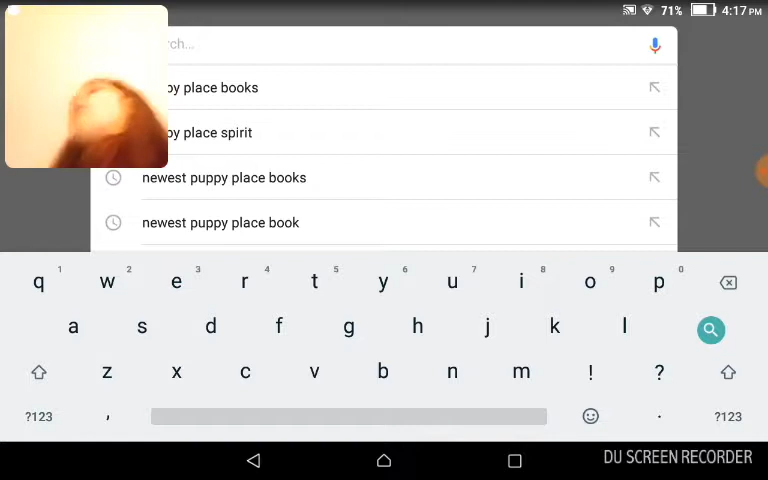 71% 4:17 PM
ch...
py place books
py place spirit
newest puppy place books
newest puppy place book
q 1 w 2 e 3 r 4 t 5 y 6 u 7 i 8 o 9 p 0
a s d f g h j k l
z x c v b n m ! ?
?123 , . ?123
DU SCREEN RECORDER